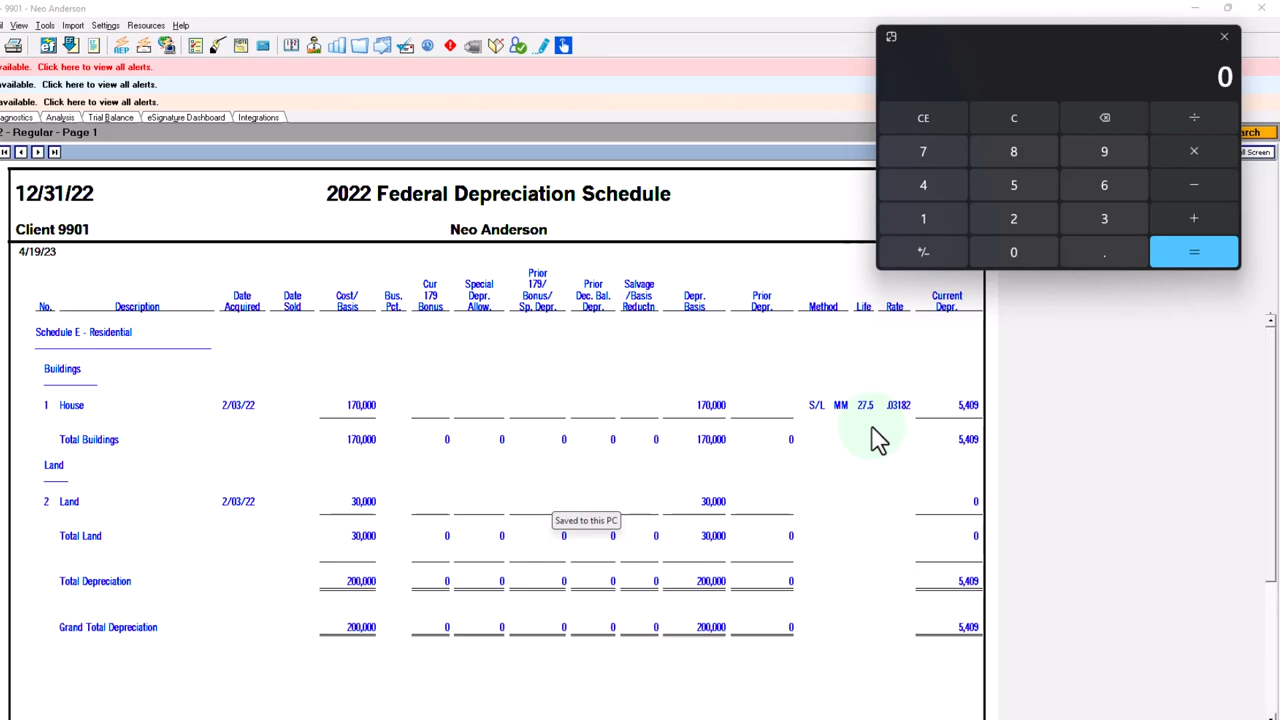 - 9901 - Neo Anderson
il View Tools Import Settings Resources Help
0
available. Click here to view all alerts.
available. Click here to view all alerts.
available. Click here to view all alerts.
agnostics Analysis Trial Balance eSignature Dashboard Integrations
2 - Regular - Page 1
arch
ll Screen
CE C ⌫ ÷
7 8 9 ×
4 5 6 −
1 2 3 +
+/− 0 . =
12/31/22 2022 Federal Depreciation Schedule
Client 9901 Neo Anderson
4/19/23
Prior
Cur Special 179/ Prior Salvage
Date Date Cost/ Bus. 179 Depr. Bonus/ Dec. Bal. /Basis Depr. Prior Current
No. Description Acquired Sold Basis Pct. Bonus Allow. Sp. Depr. Depr. Reductn Basis Depr. Method Life Rate Depr.
Schedule E - Residential
Buildings
1 House 2/03/22 170,000 170,000 S/L MM 27.5 .03182 5,409
Total Buildings 170,000 0 0 0 0 0 170,000 0 5,409
Land
2 Land 2/03/22 30,000 30,000 0
Saved to this PC
Total Land 30,000 0 0 0 0 0 30,000 0 0
Total Depreciation 200,000 0 0 0 0 0 200,000 0 5,409
Grand Total Depreciation 200,000 0 0 0 0 0 200,000 0 5,409